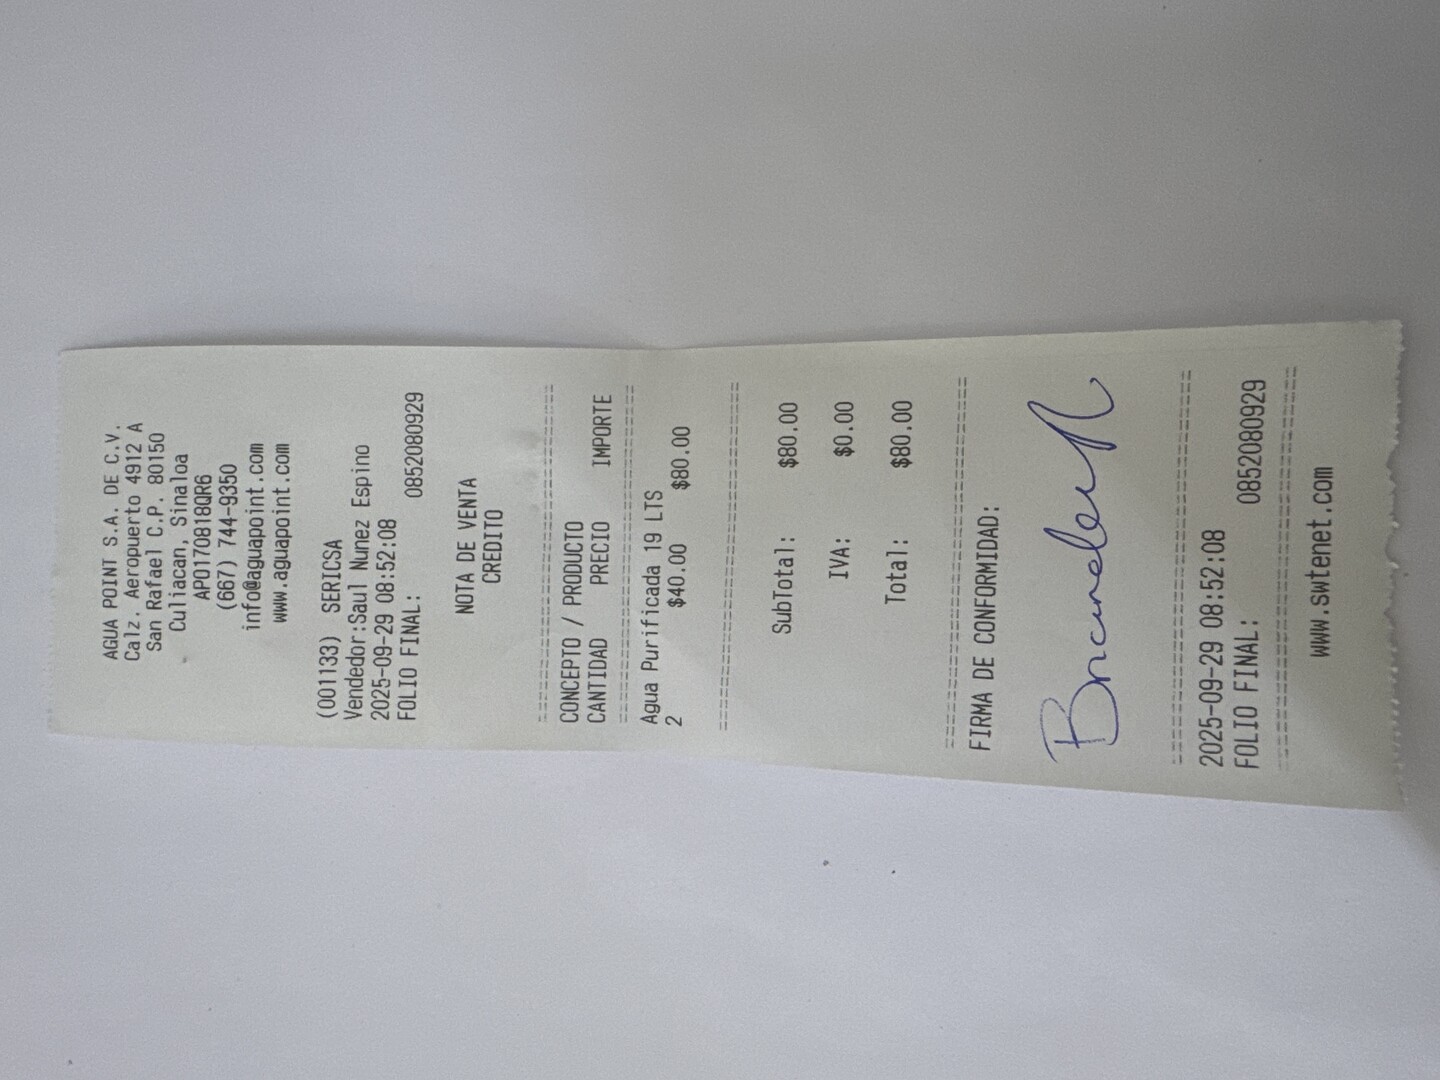 AGUA POINT S.A. DE C.V.
Calz. Aeropuerto 4912 A
San Rafael C.P. 80150
Culiacan, Sinaloa
APO170818QR6
(667) 744-9350
info@aguapoint.com
www.aguapoint.com
(001133) SERICSA
Vendedor:Saul Nunez Espino
2025-09-29 08:52:08
FOLIO FINAL: 0852080929
NOTA DE VENTA
CREDITO
CONCEPTO / PRODUCTO
CANTIDAD PRECIO IMPORTE
Agua Purificada 19 LTS
2 $40.00 $80.00
SubTotal: $80.00
IVA: $0.00
Total: $80.00
FIRMA DE CONFORMIDAD:
2025-09-29 08:52:08
FOLIO FINAL: 0852080929
www.swtenet.com